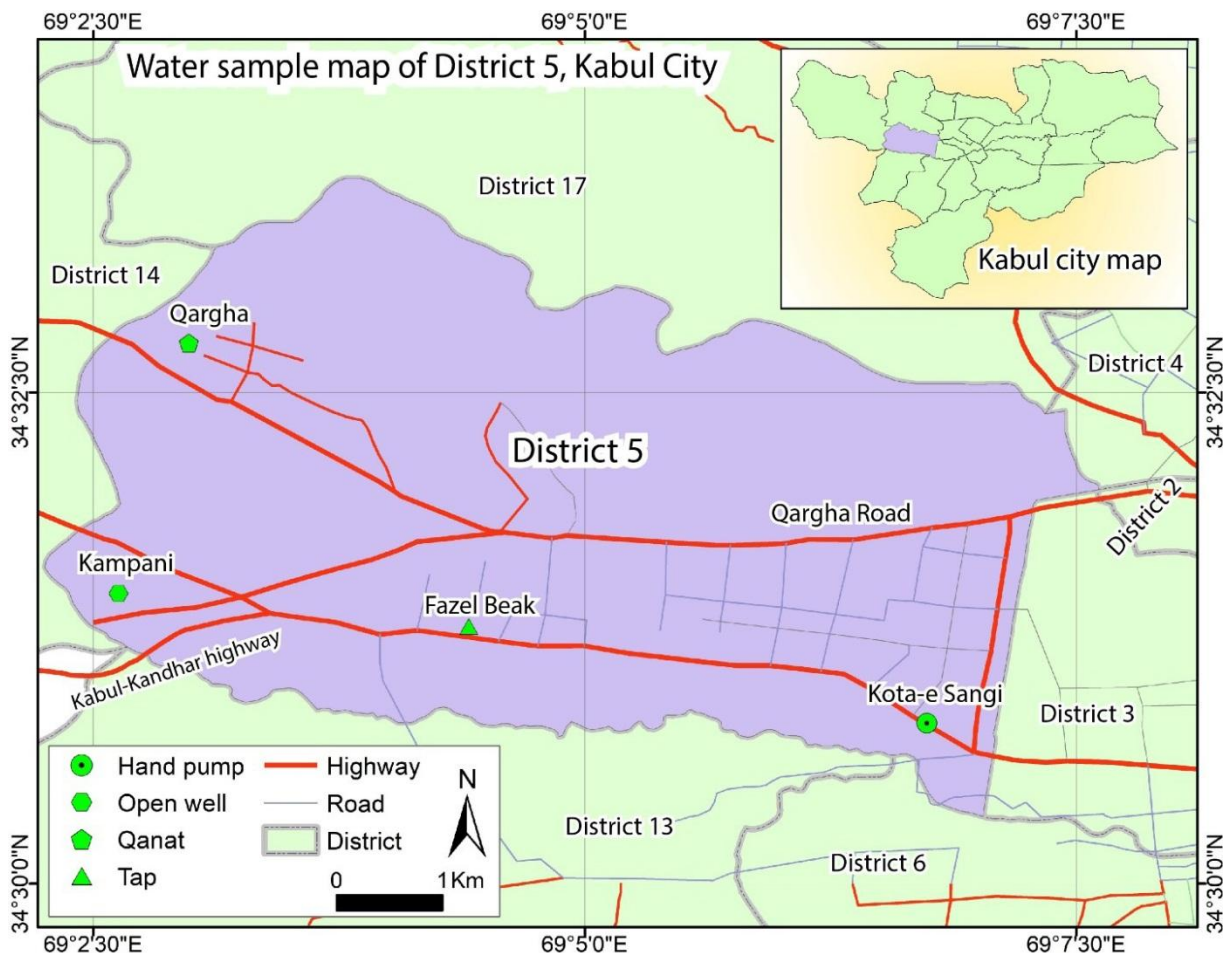 69°2'30"E
69°5'0"E
69°7'30"E
Water sample map of District 5, Kabul City
Kabul city map
District 17
District 14
Qargha
District 4
34°32'30"N
34°32'30"N
District 5
District 2
Qargha Road
Kampani
Fazel Beak
Kabul-Kandhar highway
Kota-e Sangi
District 3
Hand pump
Highway
N
Open well
Road
Qanat
District
Tap
0
1Km
District 13
District 6
34°30'0"N
34°30'0"N
69°2'30"E
69°5'0"E
69°7'30"E